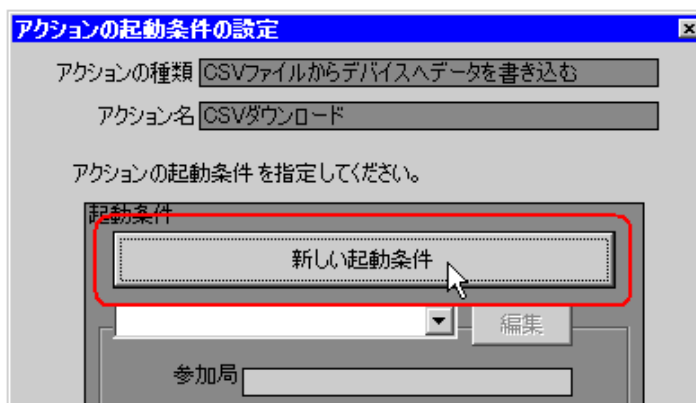 アクションの起動条件の設定
アクションの種類 CSVファイルからデバイスへデータを書き込む
アクション名 CSVダウンロード
アクションの起動条件を指定してください。
起動条件
新しい起動条件
編集
参加局